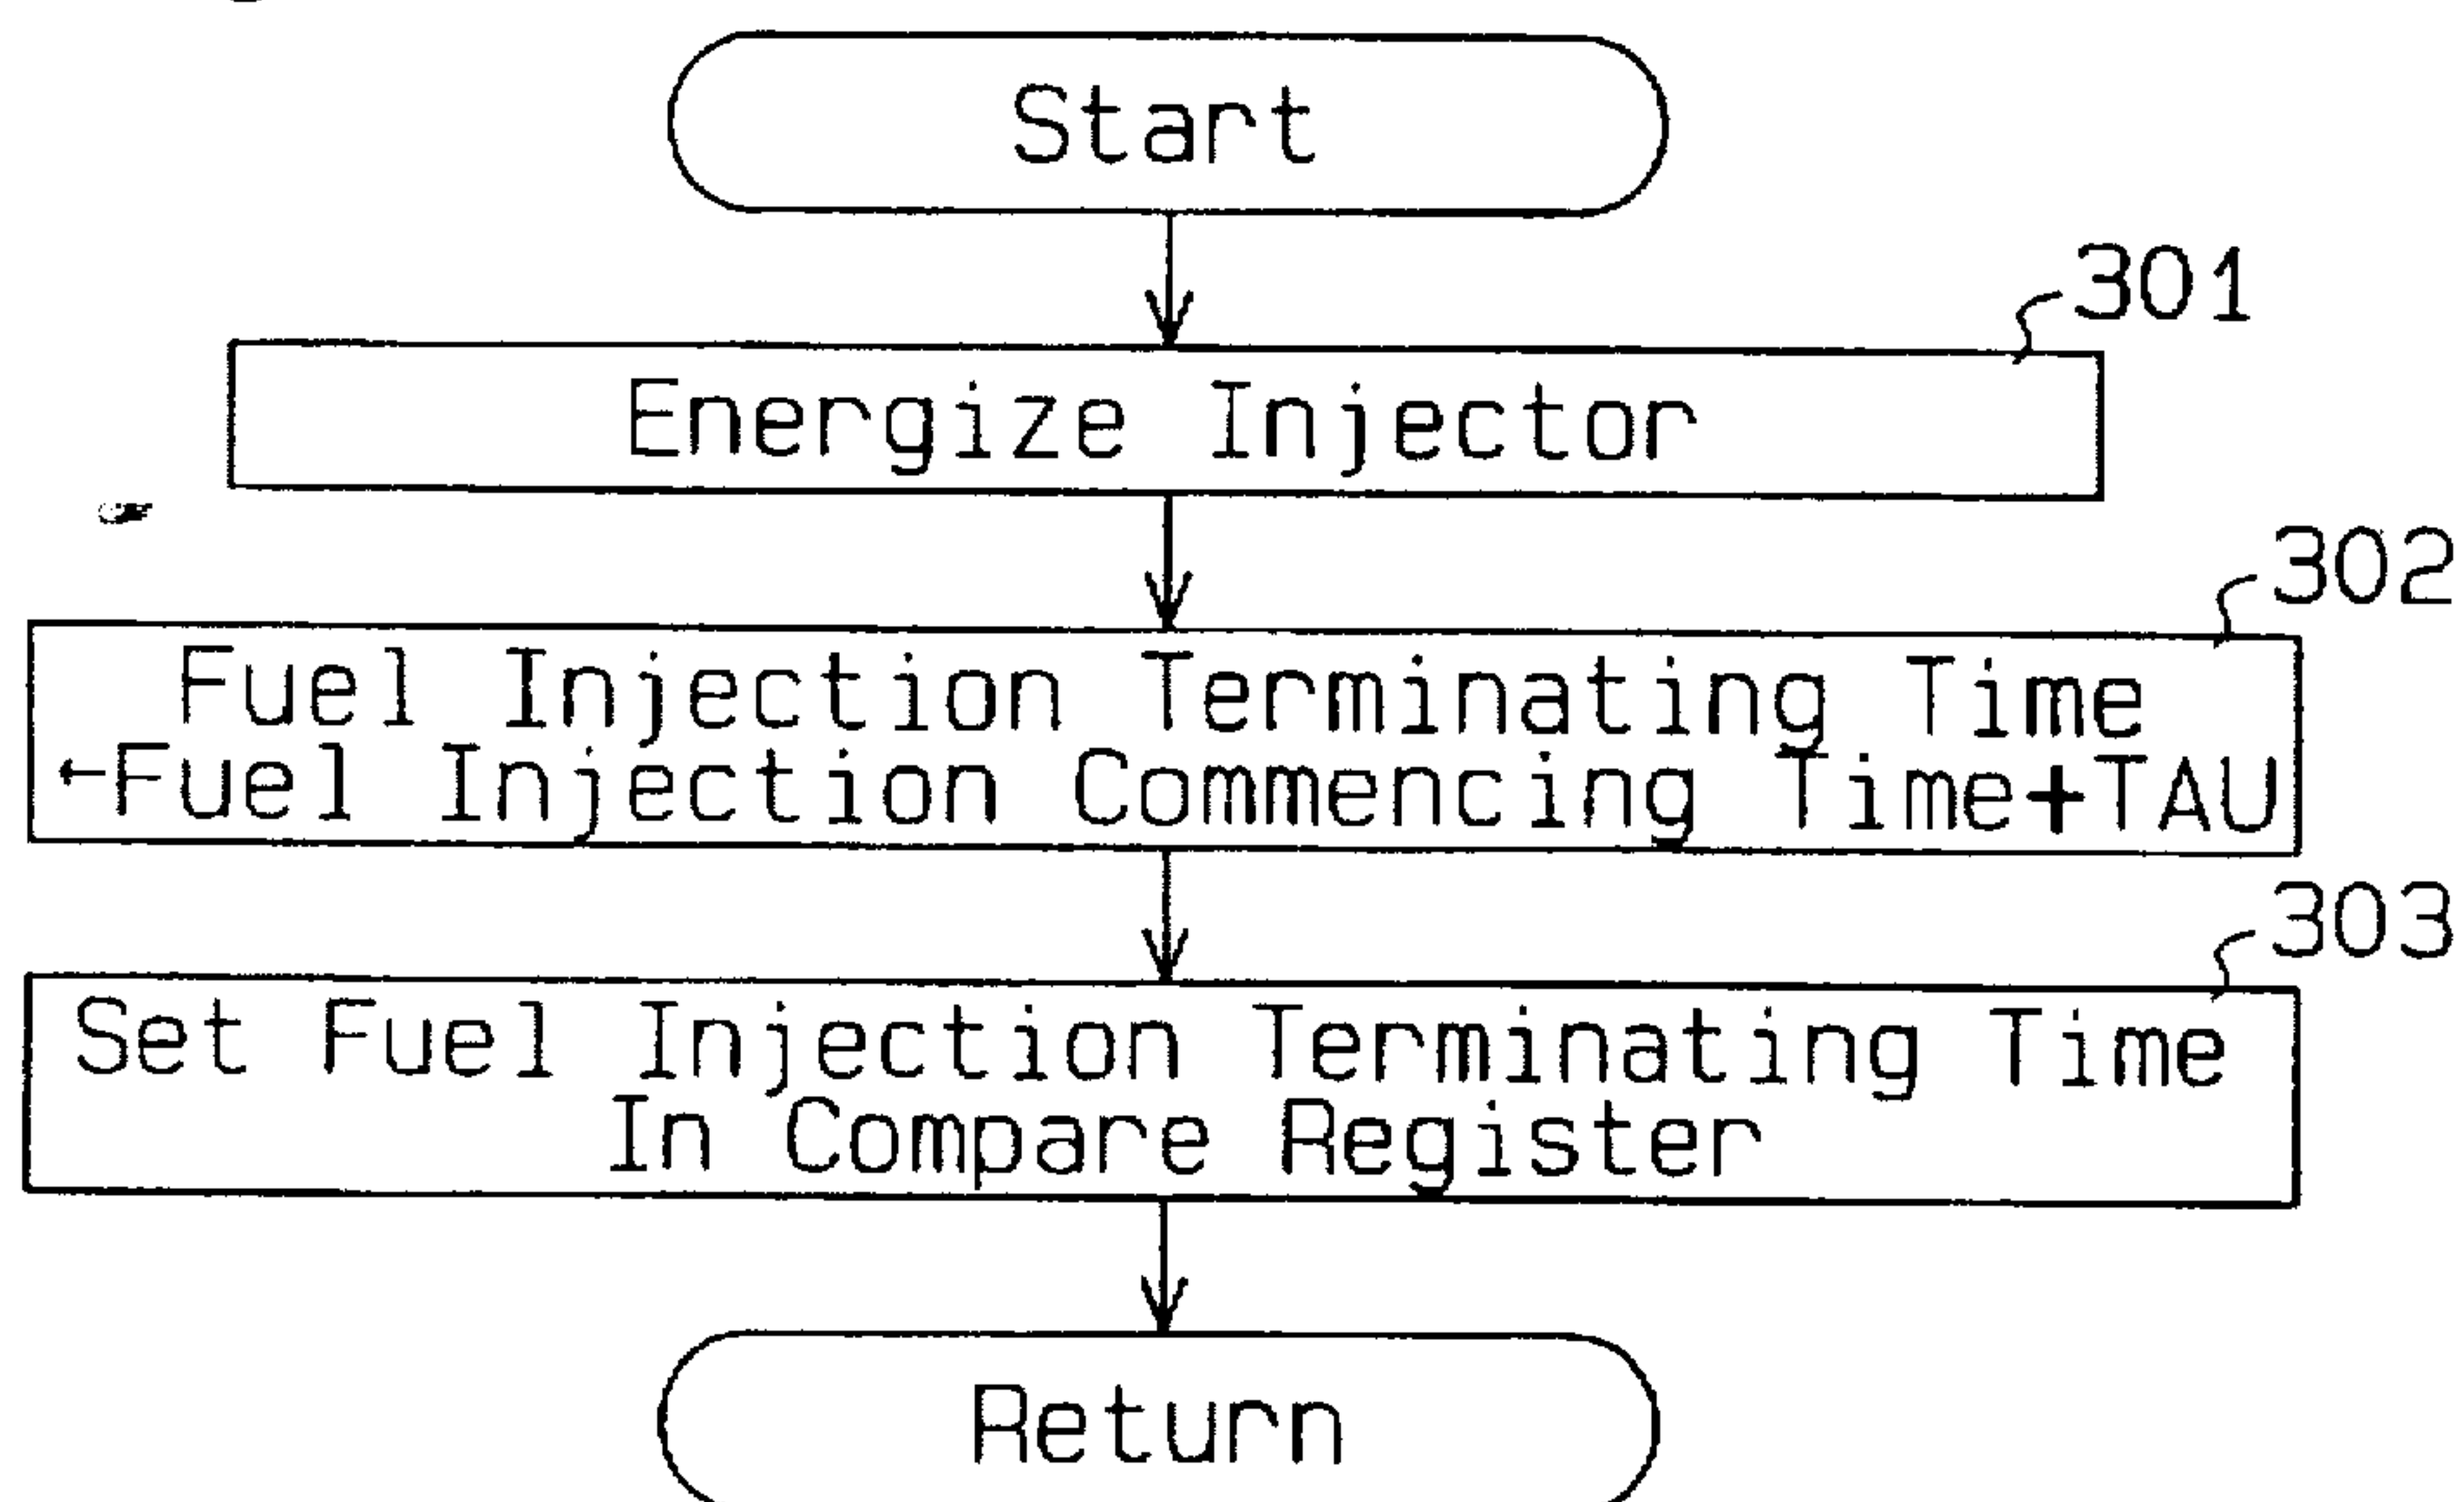 Start
301
Energize Injector
302
Fuel Injection Terminating Time
←Fuel Injection Commencing Time+TAU
303
Set Fuel Injection Terminating Time
In Compare Register
Return